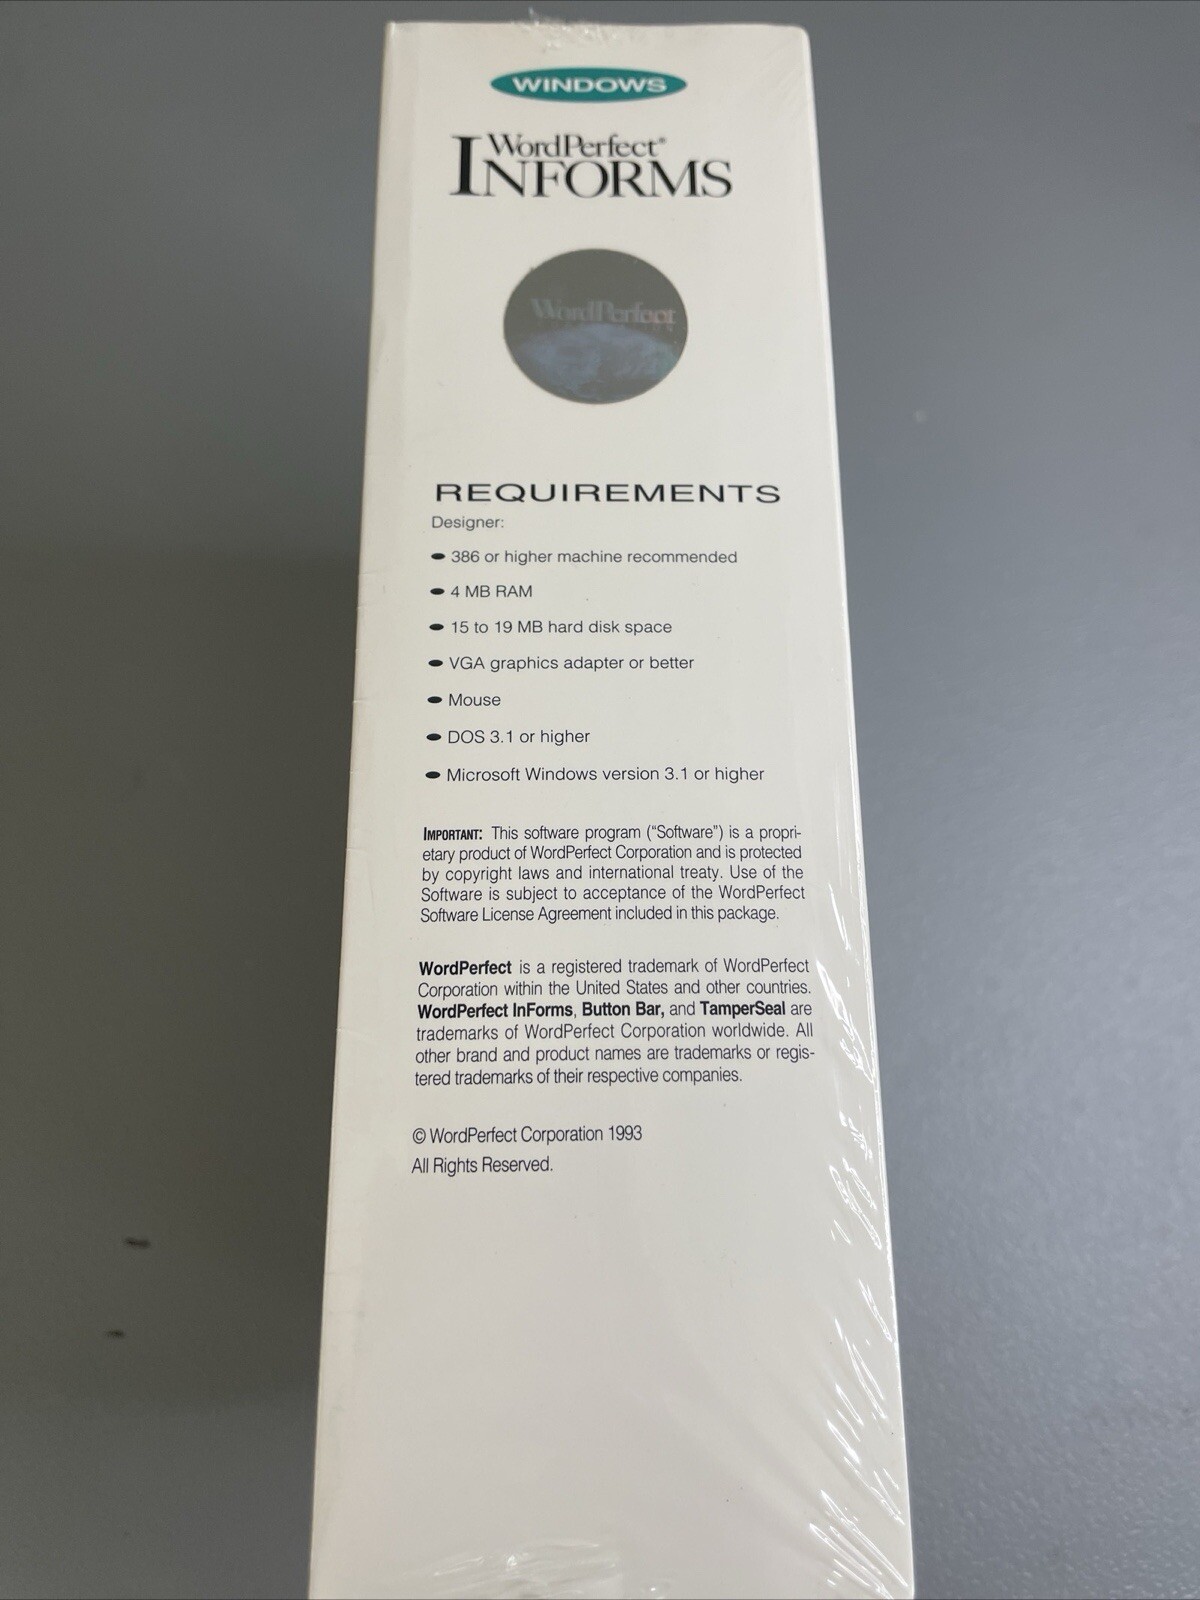 WINDOWS
WordPerfect®
INFORMS
WordPerfect
REQUIREMENTS
Designer:
386 or higher machine recommended
4 MB RAM
15 to 19 MB hard disk space
VGA graphics adapter or better
Mouse
DOS 3.1 or higher
Microsoft Windows version 3.1 or higher
IMPORTANT: This software program (“Software”) is a propri-
etary product of WordPerfect Corporation and is protected
by copyright laws and international treaty. Use of the
Software is subject to acceptance of the WordPerfect
Software License Agreement included in this package.
WordPerfect is a registered trademark of WordPerfect
Corporation within the United States and other countries.
WordPerfect InForms, Button Bar, and TamperSeal are
trademarks of WordPerfect Corporation worldwide. All
other brand and product names are trademarks or regis-
tered trademarks of their respective companies.
© WordPerfect Corporation 1993
All Rights Reserved.